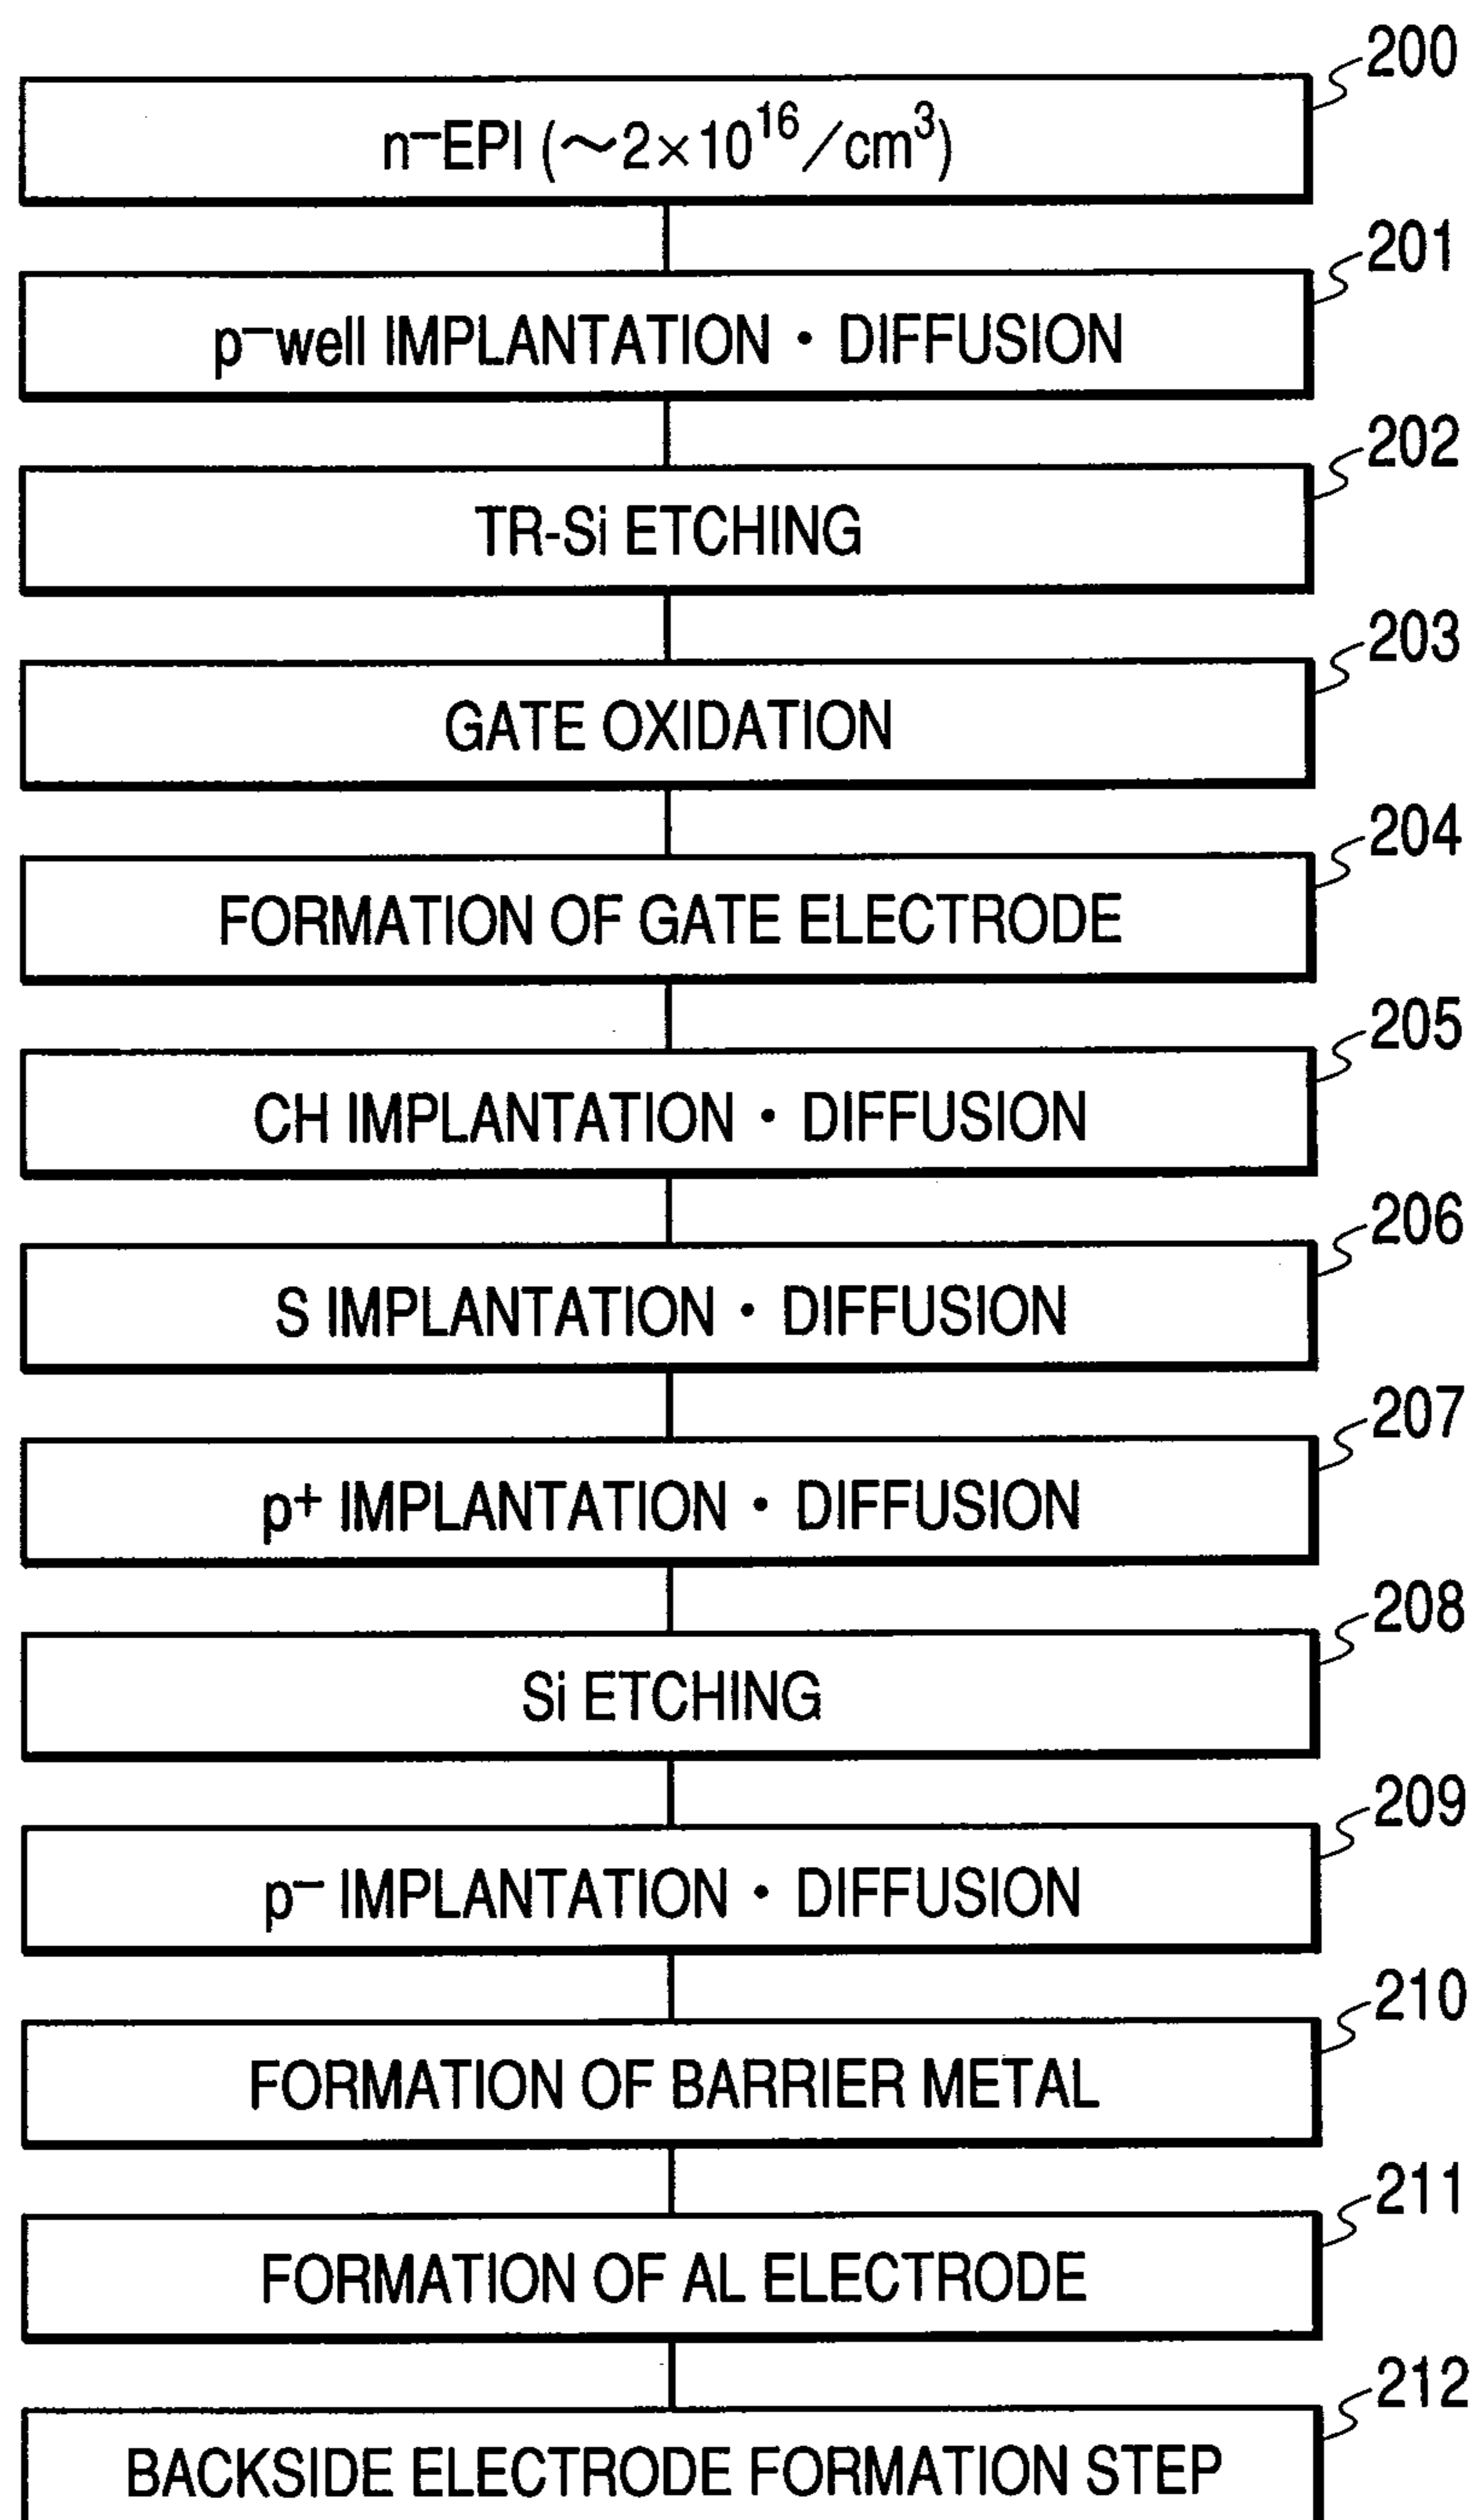 200
n⁻EPI (～2×10¹⁶/cm³)
201
p⁻well IMPLANTATION・DIFFUSION
202
TR-Si ETCHING
203
GATE OXIDATION
204
FORMATION OF GATE ELECTRODE
205
CH IMPLANTATION・DIFFUSION
206
S IMPLANTATION・DIFFUSION
207
p⁺ IMPLANTATION・DIFFUSION
208
Si ETCHING
209
p⁻ IMPLANTATION・DIFFUSION
210
FORMATION OF BARRIER METAL
211
FORMATION OF AL ELECTRODE
212
BACKSIDE ELECTRODE FORMATION STEP